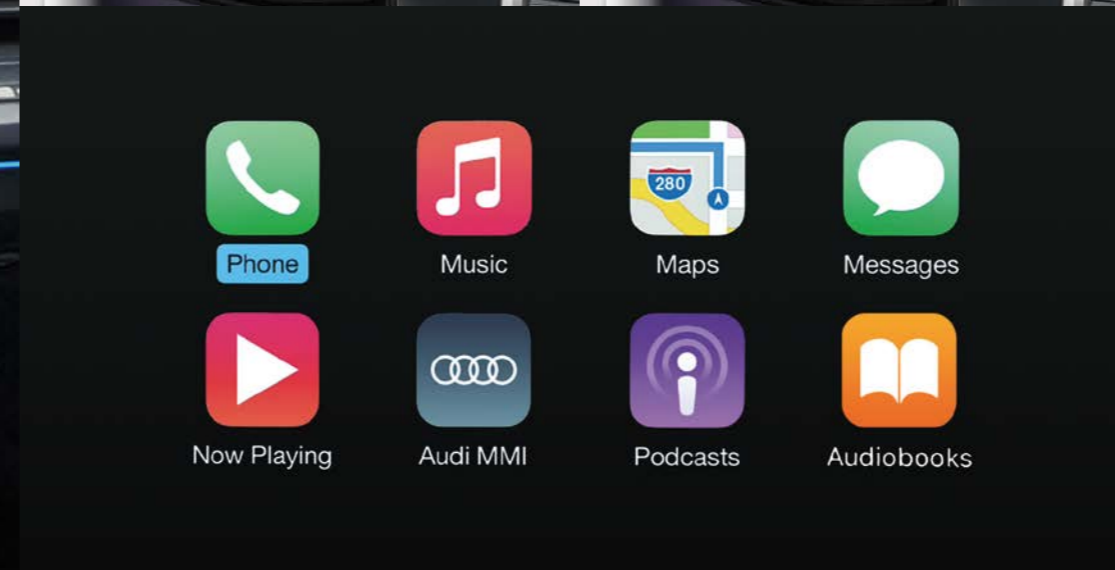 280
Phone
Music
Maps
Messages
Now Playing
Audi MMI
Podcasts
Audiobooks